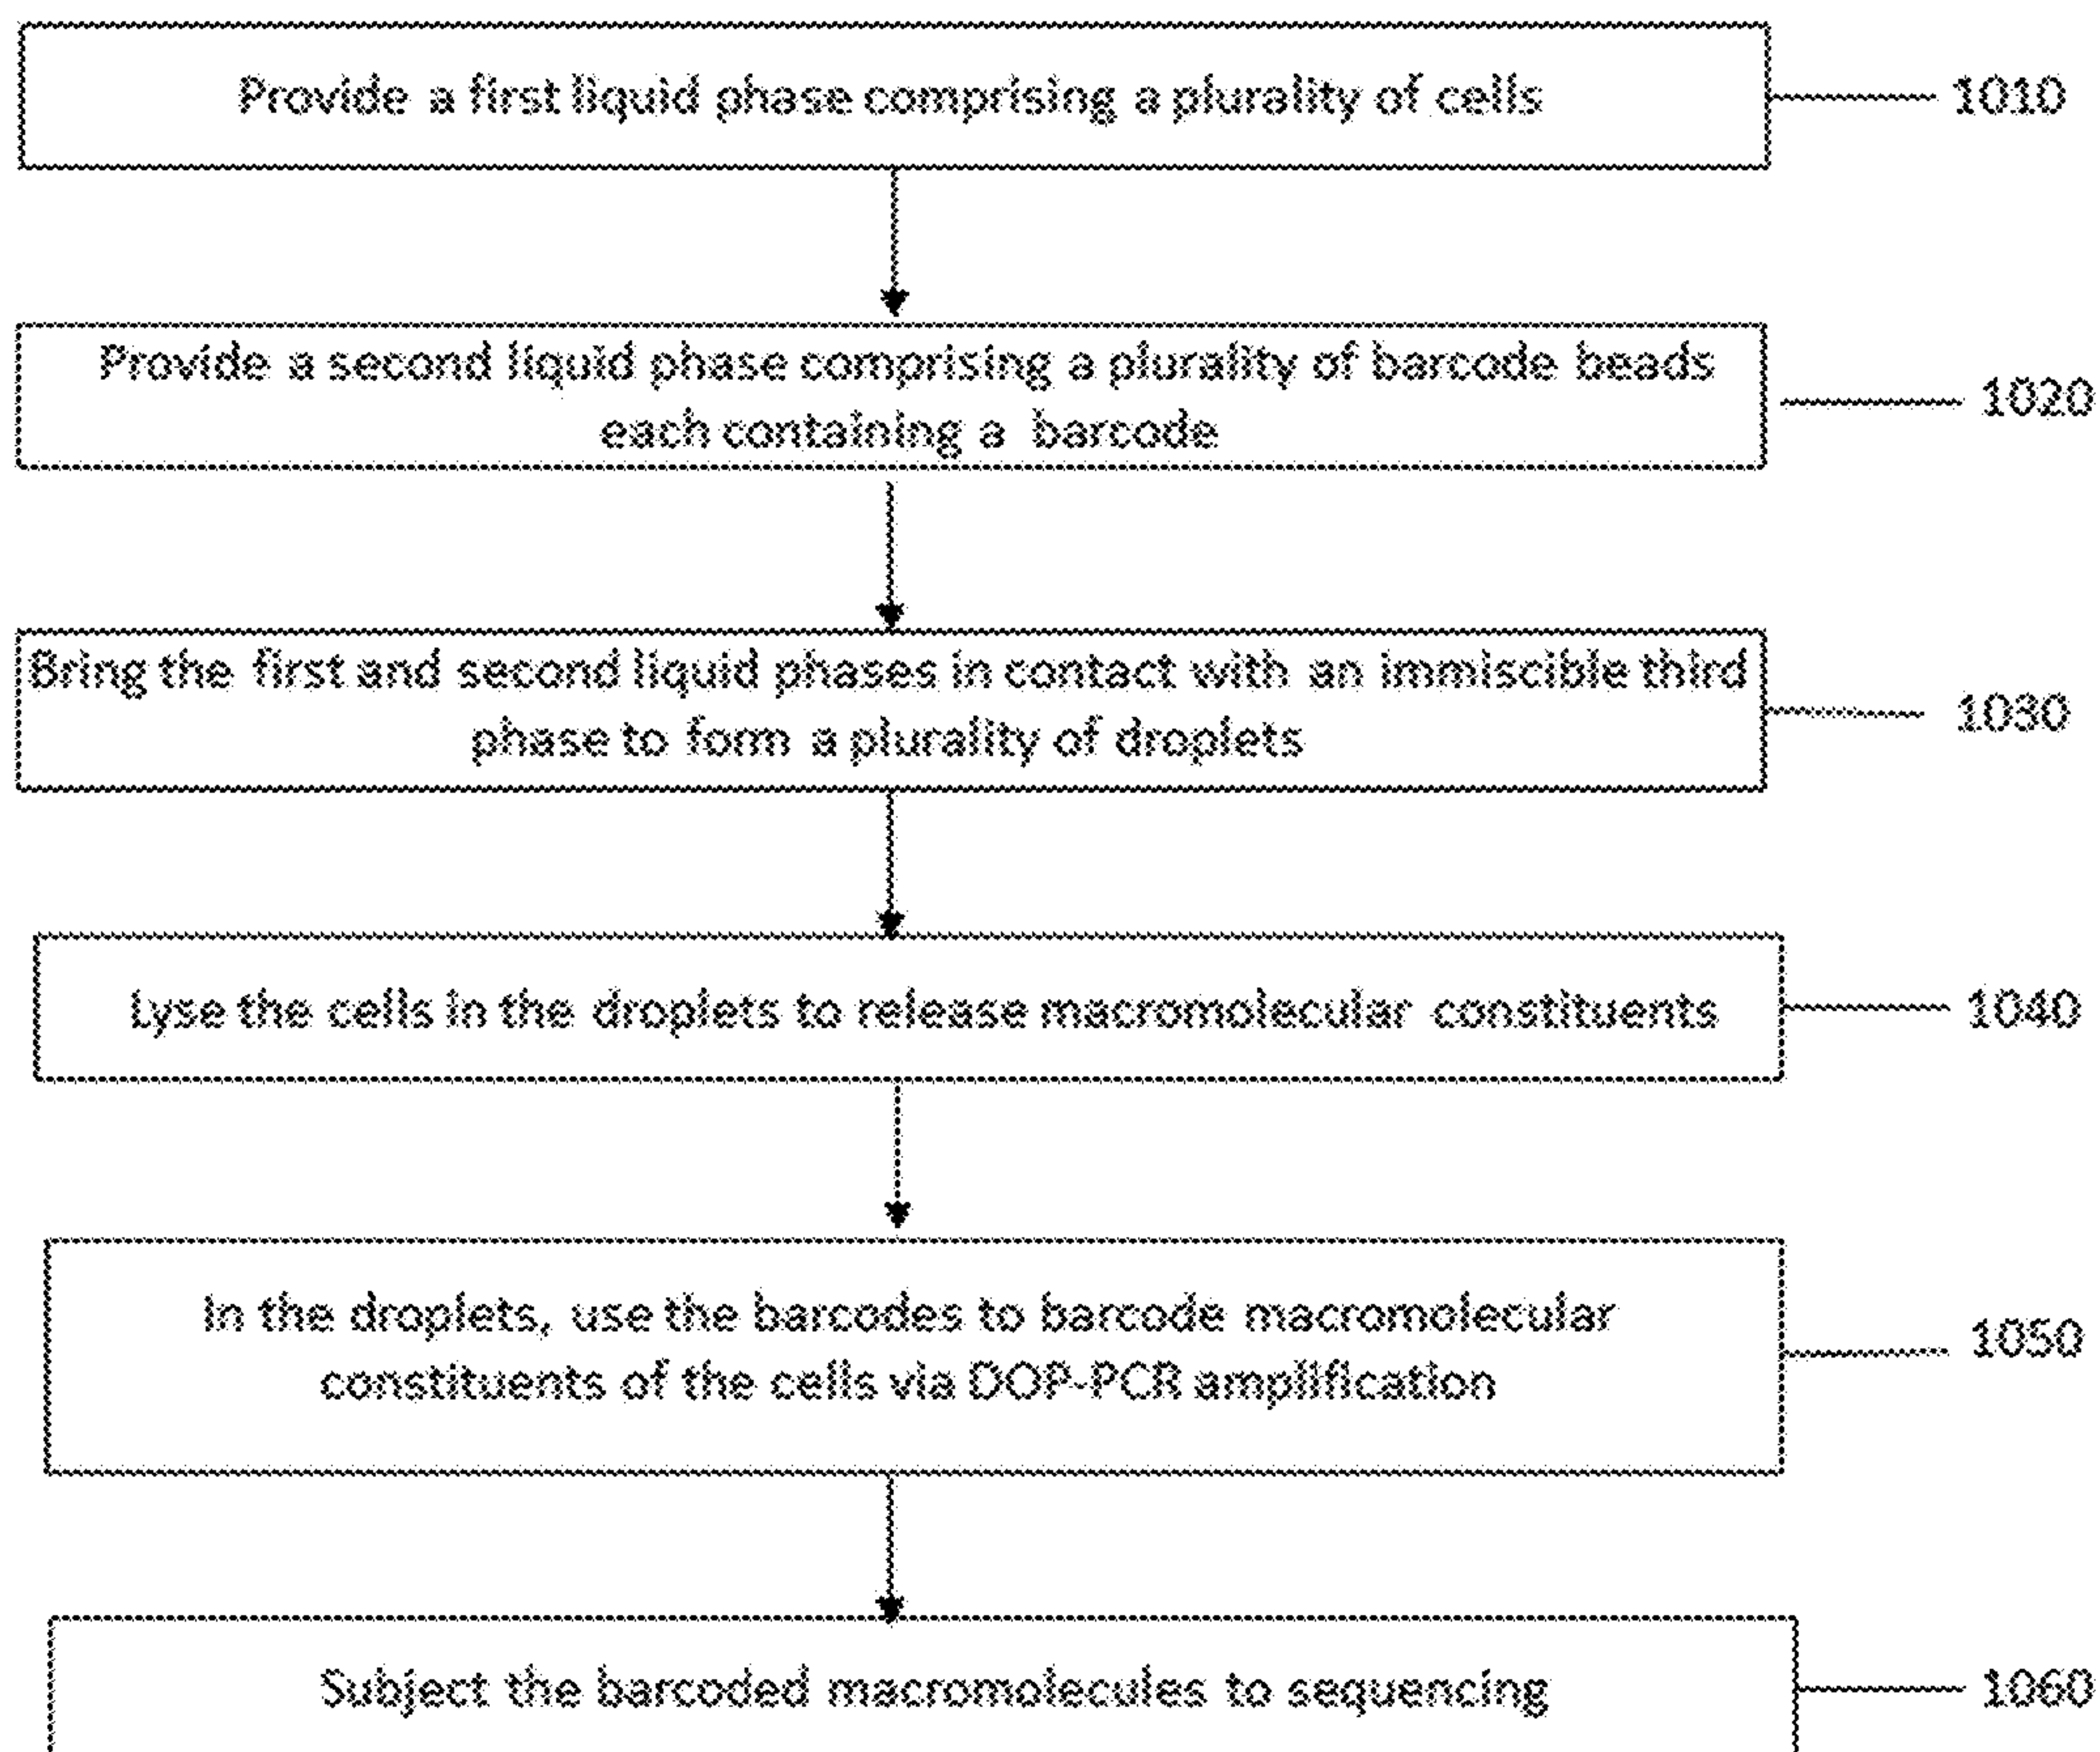 Provide a first liquid phase comprising a plurality of cells
1010
Provide a second liquid phase comprising a plurality of barcode beads
each containing a barcode
1020
Bring the first and second liquid phases in contact with an immiscible third
phase to form a plurality of droplets
1030
Lyse the cells in the droplets to release macromolecular constituents
1040
In the droplets, use the barcodes to barcode macromolecular
constituents of the cells via DOP-PCR amplification
1050
Subject the barcoded macromolecules to sequencing
1060